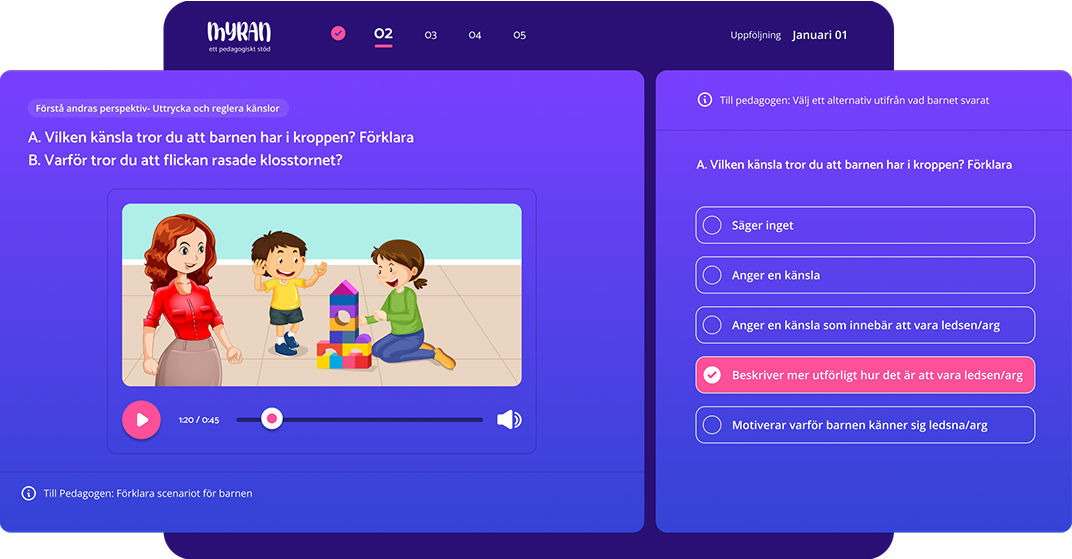 MYRAN
ett pedagogiskt stöd
02
03
04
05
Uppföljning Januari 01
Förstå andras perspektiv- Uttrycka och reglera känslor
A. Vilken känsla tror du att barnen har i kroppen? Förklara
B. Varför tror du att flickan rasade klosstornet?
1:20 / 0:45
Till Pedagogen: Förklara scenariot för barnen
Till pedagogen: Välj ett alternativ utifrån vad barnet svarat
A. Vilken känsla tror du att barnen har i kroppen? Förklara
Säger inget
Anger en känsla
Anger en känsla som innebär att vara ledsen/arg
Beskriver mer utförligt hur det är att vara ledsen/arg
Motiverar varför barnen känner sig ledsna/arg